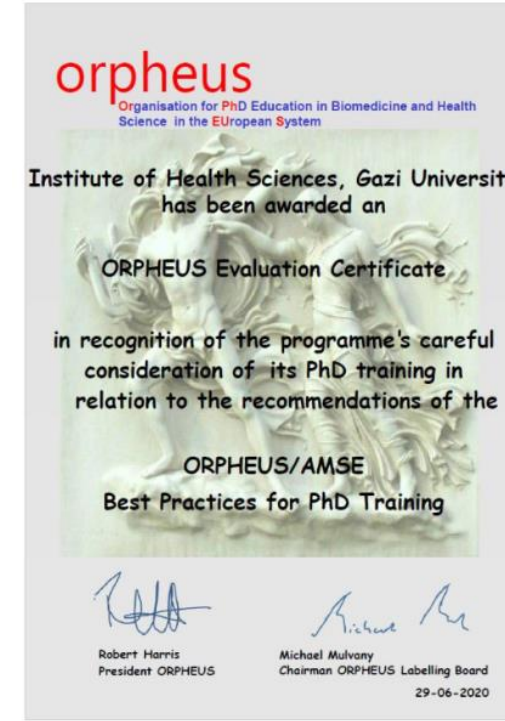 orpheus
Organisation for PhD Education in Biomedicine and Health
Science in the EUropean System
Institute of Health Sciences, Gazi Universit
has been awarded an
ORPHEUS Evaluation Certificate
in recognition of the programme's careful
consideration of its PhD training in
relation to the recommendations of the
ORPHEUS/AMSE
Best Practices for PhD Training
Robert Harris
President ORPHEUS
Michael Mulvany
Chairman ORPHEUS Labelling Board
29-06-2020